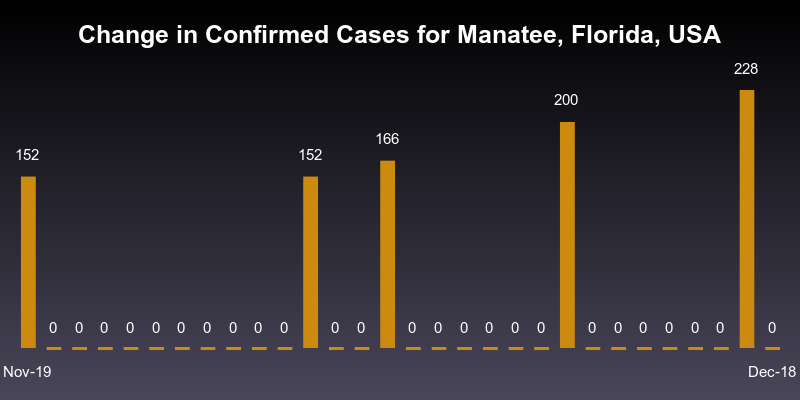 Change in Confirmed Cases for Manatee, Florida, USA
228
200
166
152 152
0 0 0 0 0 0 0 0 0 0 0 0 0 0 0 0 0 0 0 0 0 0 0 0 0
Nov-19 Dec-18